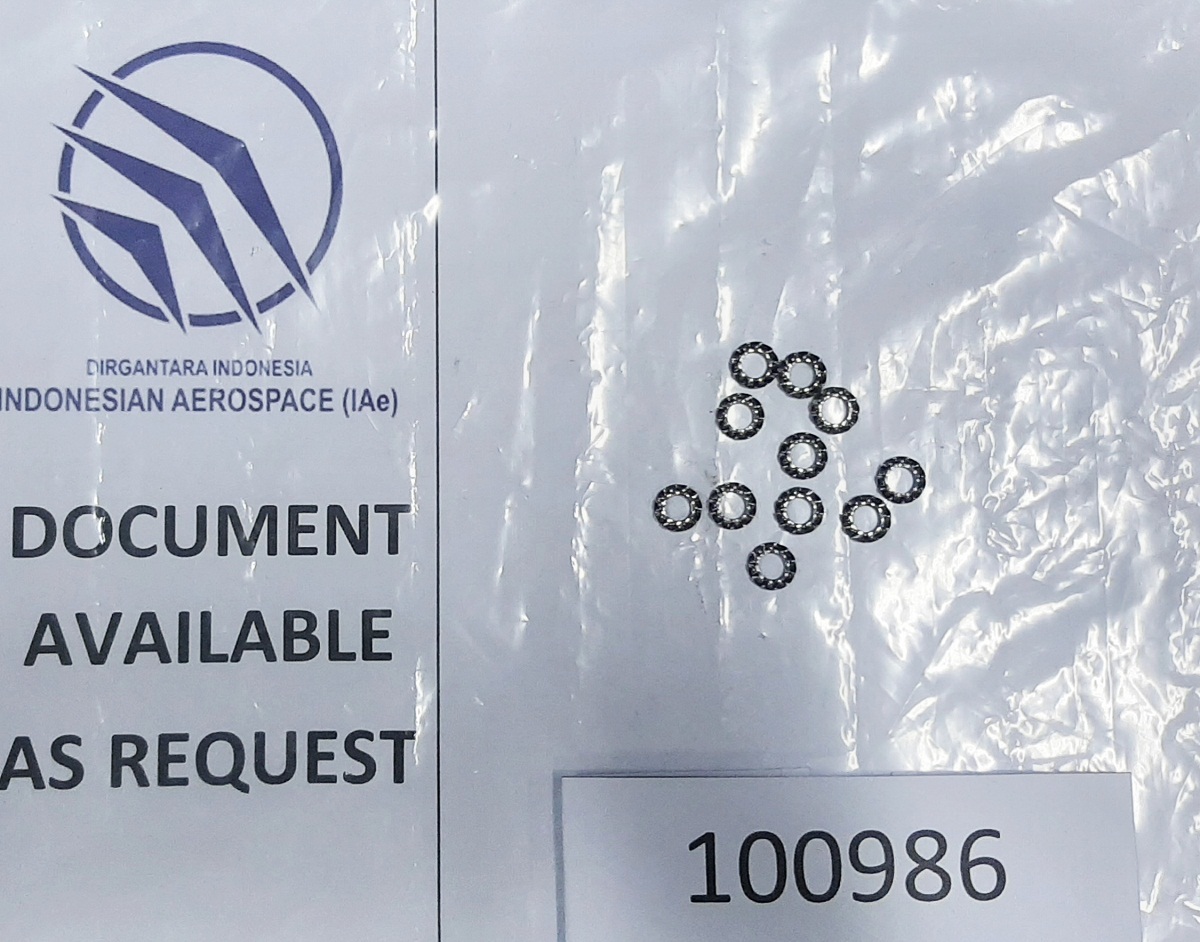 DIRGANTARA INDONESIA
INDONESIAN AEROSPACE (IAe)
DOCUMENT
AVAILABLE
AS REQUEST
100986